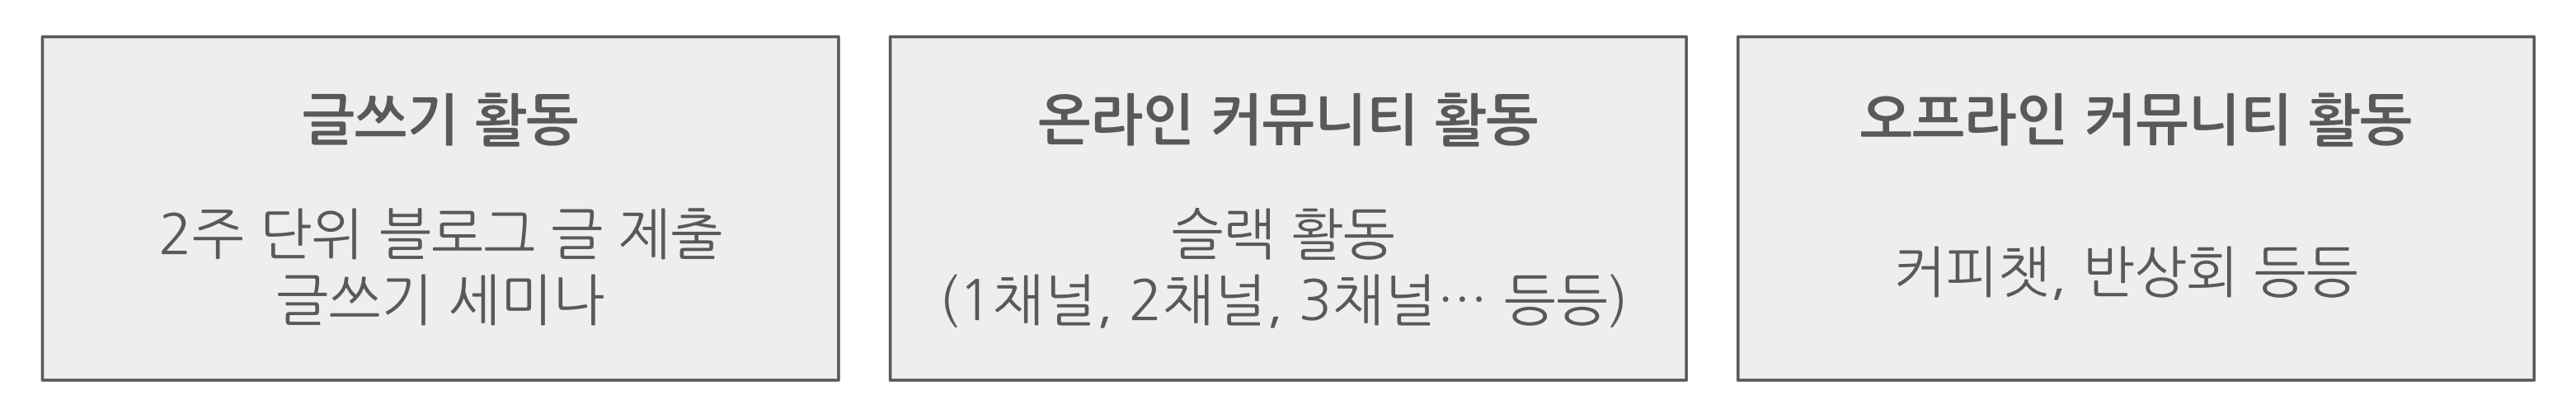 글쓰기 활동
2주 단위 블로그 글 제출
글쓰기 세미나
온라인 커뮤니티 활동
슬랙 활동
(1채널, 2채널, 3채널… 등등)
오프라인 커뮤니티 활동
커피챗, 반상회 등등